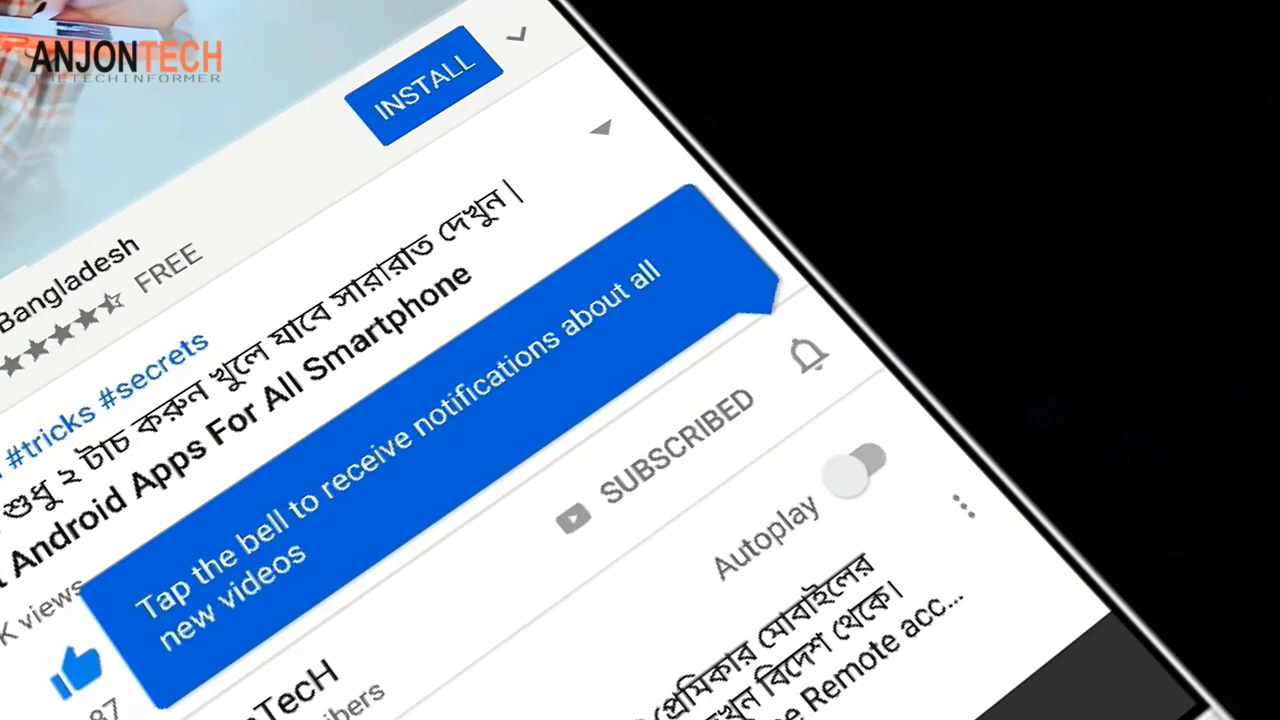 ANJONTECH
THETECHINFORMER
INSTALL
Bangladesh
FREE
#tricks #secrets
শুধু ২ টাচ করুন খুলে যাবে সারারাত দেখুন |
Android Apps For All Smartphone
K views
Tap the bell to receive notifications about all
new videos
87
SUBSCRIBED
TecH
Autoplay
প্রেমিকার মোবাইলের
বিদেশ থেকে।
Remote acc...